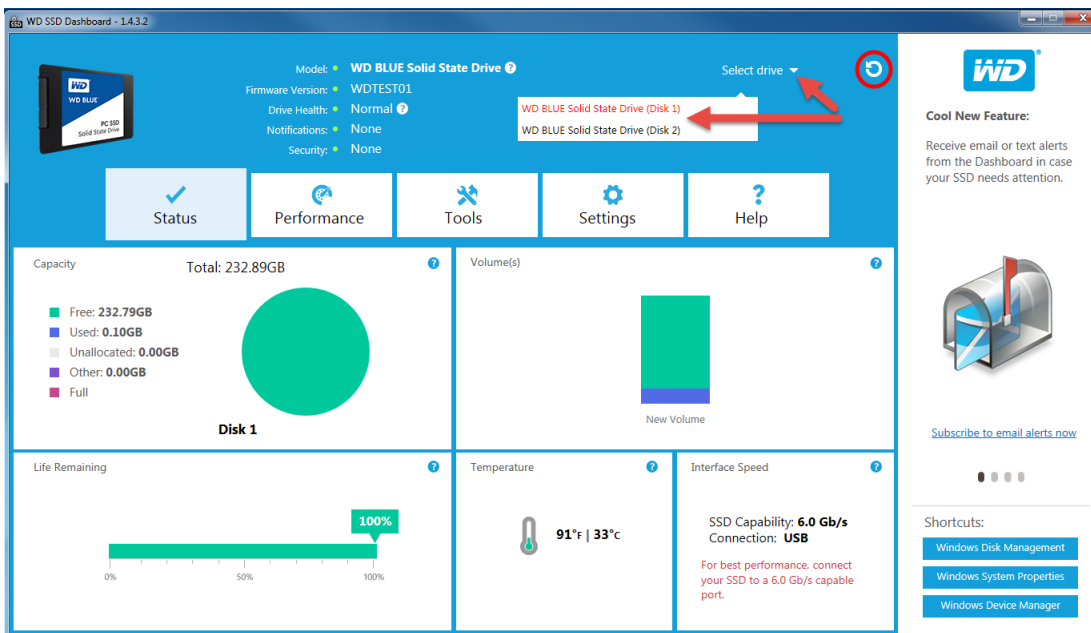 WD SSD Dashboard - 1.4.3.2
WD
WD BLUE
PC SSD
Solid State Drive
Model: WD BLUE Solid State Drive ?
Firmware Version: WDTEST01
Drive Health: Normal ?
Notifications: None
Security: None
Select drive
WD BLUE Solid State Drive (Disk 1)
WD BLUE Solid State Drive (Disk 2)
Status
Performance
Tools
Settings
?
Help
Capacity
Total: 232.89GB
?
Free: 232.79GB
Used: 0.10GB
Unallocated: 0.00GB
Other: 0.00GB
Full
Disk 1
Volume(s)
?
New Volume
Life Remaining
?
100%
0%
50%
100%
Temperature
?
91°F | 33°C
Interface Speed
?
SSD Capability: 6.0 Gb/s
Connection: USB
For best performance, connect
your SSD to a 6.0 Gb/s capable
port.
WD®
Cool New Feature:
Receive email or text alerts
from the Dashboard in case
your SSD needs attention.
Subscribe to email alerts now
Shortcuts:
Windows Disk Management
Windows System Properties
Windows Device Manager